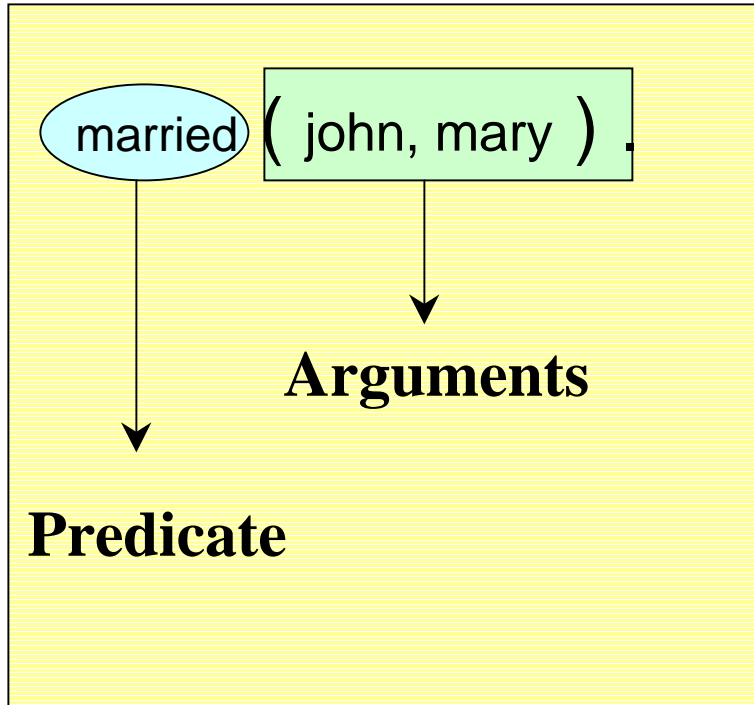 married ( john, mary ) .
Arguments
Predicate